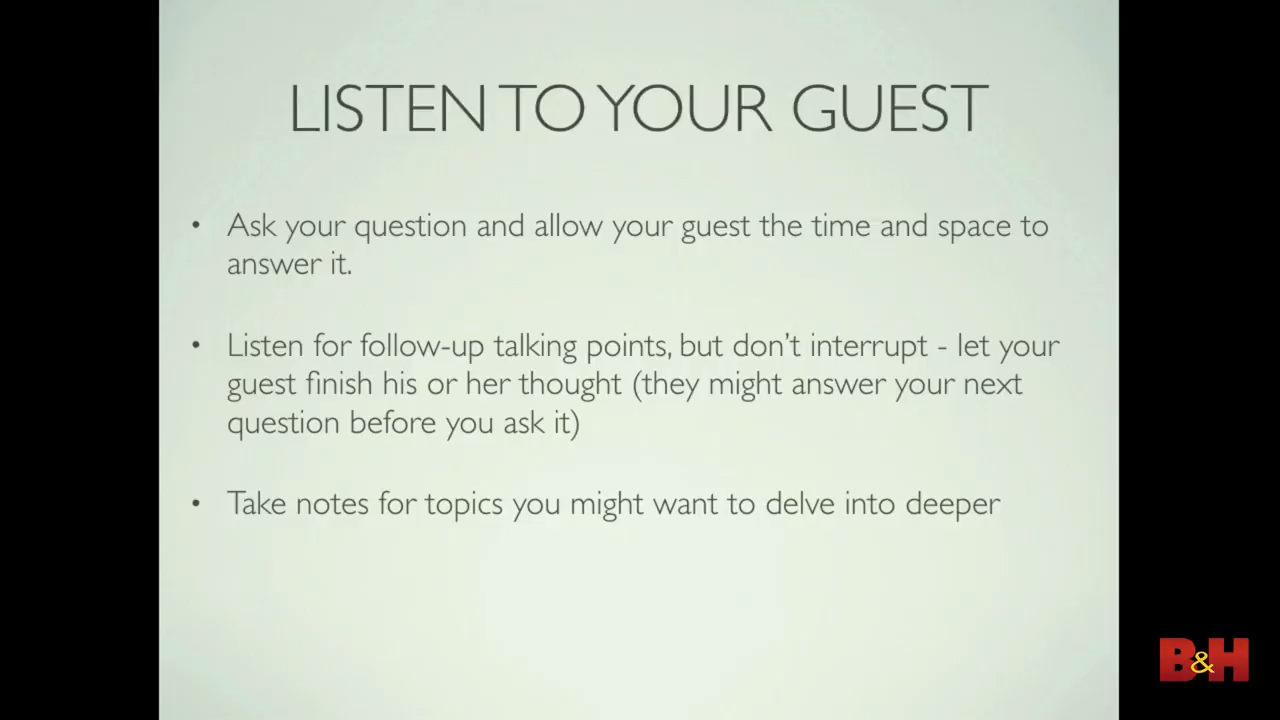 LISTEN TO YOUR GUEST
• Ask your question and allow your guest the time and space to
answer it.
• Listen for follow-up talking points, but don't interrupt - let your
guest finish his or her thought (they might answer your next
question before you ask it)
• Take notes for topics you might want to delve into deeper
B&H